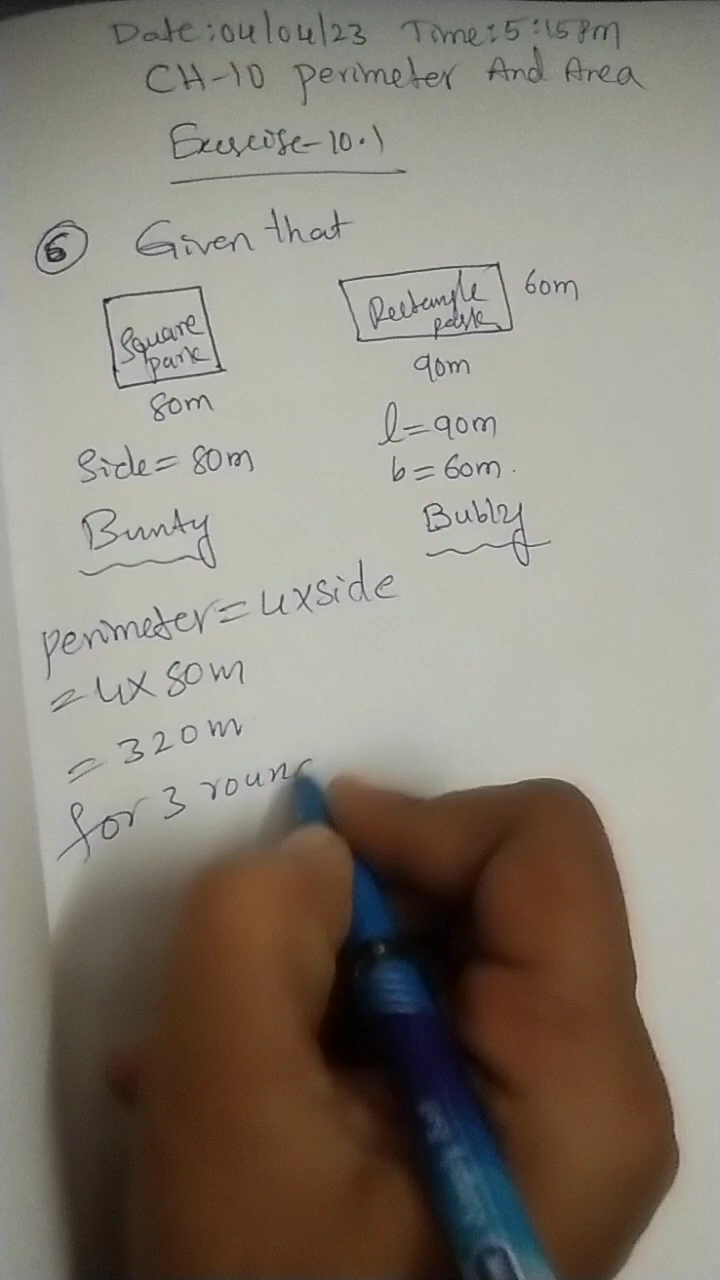 Date:04/04/23 Time:5:15PM
CH-10 Perimeter And Area
Exercise-10.1
6 Given that
Square park
80m
Side=80m
Bunty
Rectangle park
60m
90m
l=90m
b=60m.
Bubly
perimeter=4xside
=4x80m
=320m
for 3 roun